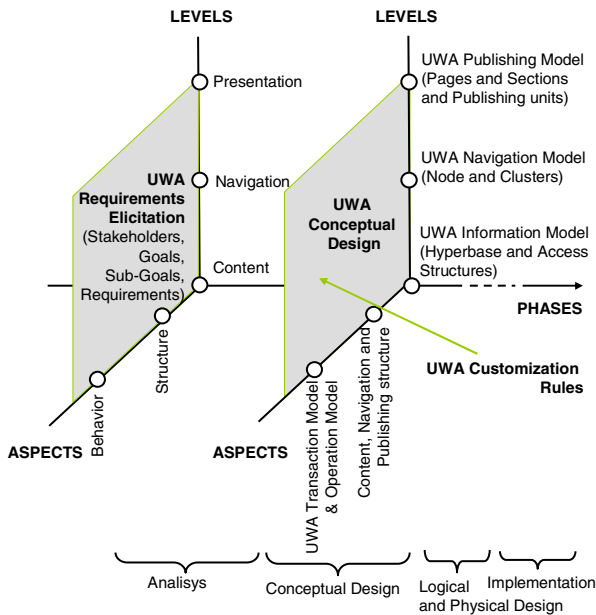 LEVELS
LEVELS
Presentation
Navigation
Content
UWA
Requirements
Elicitation
(Stakeholders,
Goals,
Sub-Goals,
Requirements)
Structure
Behavior
ASPECTS
UWA Publishing Model
(Pages and Sections
and Publishing units)
UWA Navigation Model
(Node and Clusters)
UWA Information Model
(Hyperbase and Access
Structures)
UWA
Conceptual
Design
PHASES
UWA Customization
Rules
Content, Navigation and
Publishing structure
UWA Transaction Model
& Operation Model
ASPECTS
Analisys
Conceptual Design
Logical
and Physical Design
Implementation